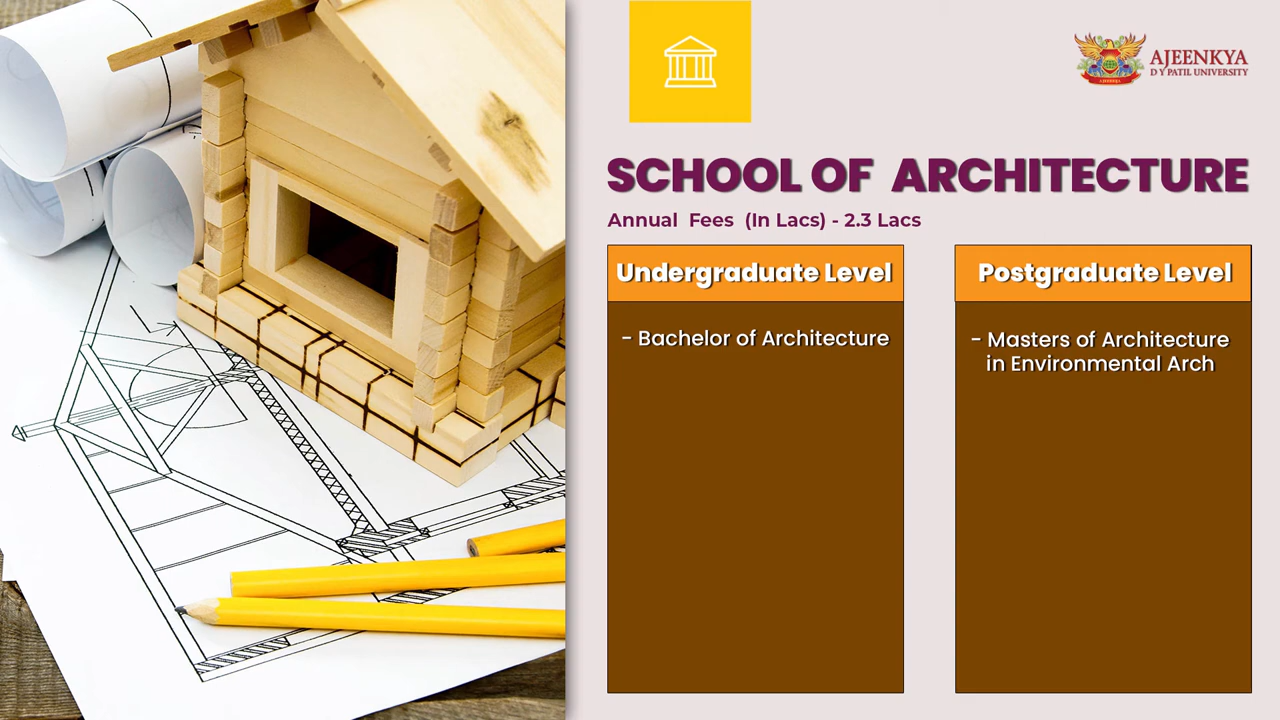 AJEENKYA
D Y PATIL UNIVERSITY
SCHOOL OF ARCHITECTURE
Annual Fees (In Lacs) - 2.3 Lacs
Undergraduate Level
- Bachelor of Architecture
Postgraduate Level
- Masters of Architecture
in Environmental Arch